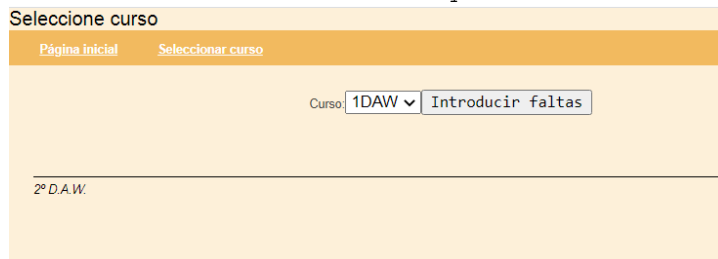 Seleccione curso
Página inicial Seleccionar curso
Curso: 1DAW Introducir faltas
2º D.A.W.